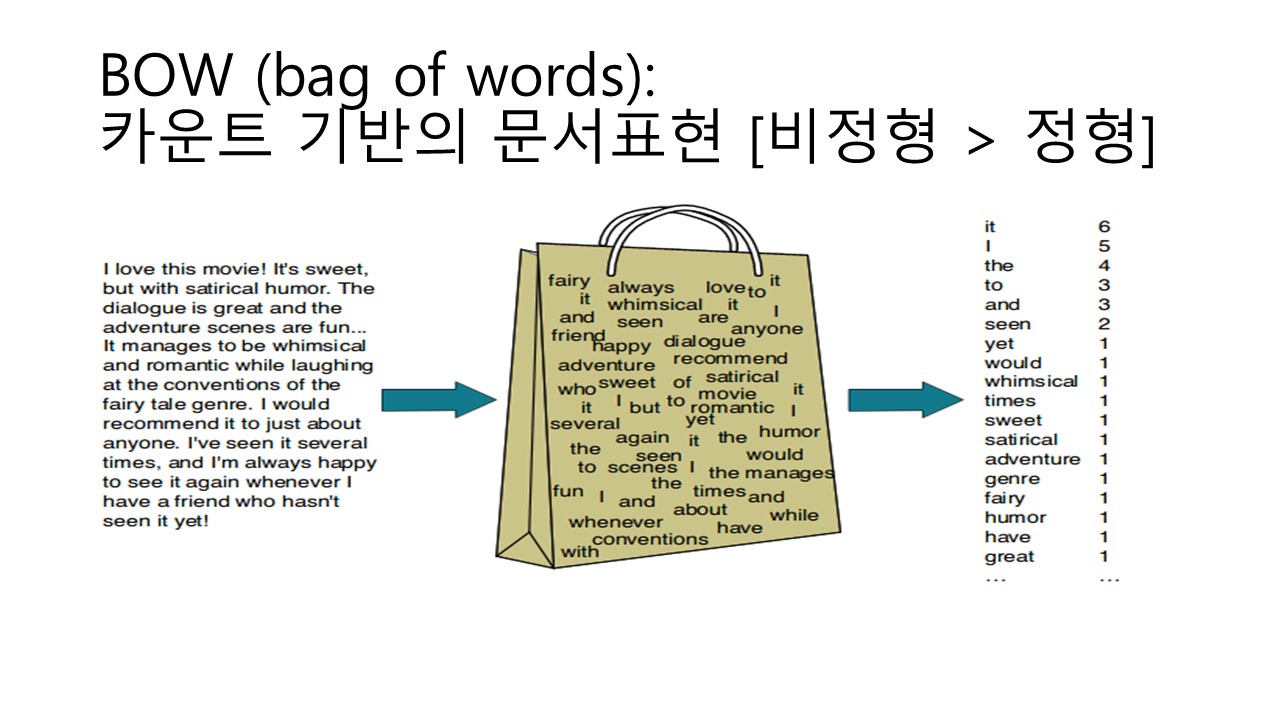 BOW (bag of words):
카운트 기반의 문서표현 [비정형 > 정형]
I love this movie! It's sweet,
but with satirical humor. The
dialogue is great and the
adventure scenes are fun...
It manages to be whimsical
and romantic while laughing
at the conventions of the
fairy tale genre. I would
recommend it to just about
anyone. I've seen it several
times, and I'm always happy
to see it again whenever I
have a friend who hasn't
seen it yet!
fairy always love to it
it whimsical it I
and seen are anyone
friend happy dialogue
adventure recommend
who sweet of satirical it
it I but to movie romantic I
several yet
again it the humor
the seen would
to scenes I the manages
fun I and the times and
about while
whenever have
conventions
with
it 6
I 5
the 4
to 3
and 3
seen 2
yet 1
would 1
whimsical 1
times 1
sweet 1
satirical 1
adventure 1
genre 1
fairy 1
humor 1
have 1
great 1
... ...